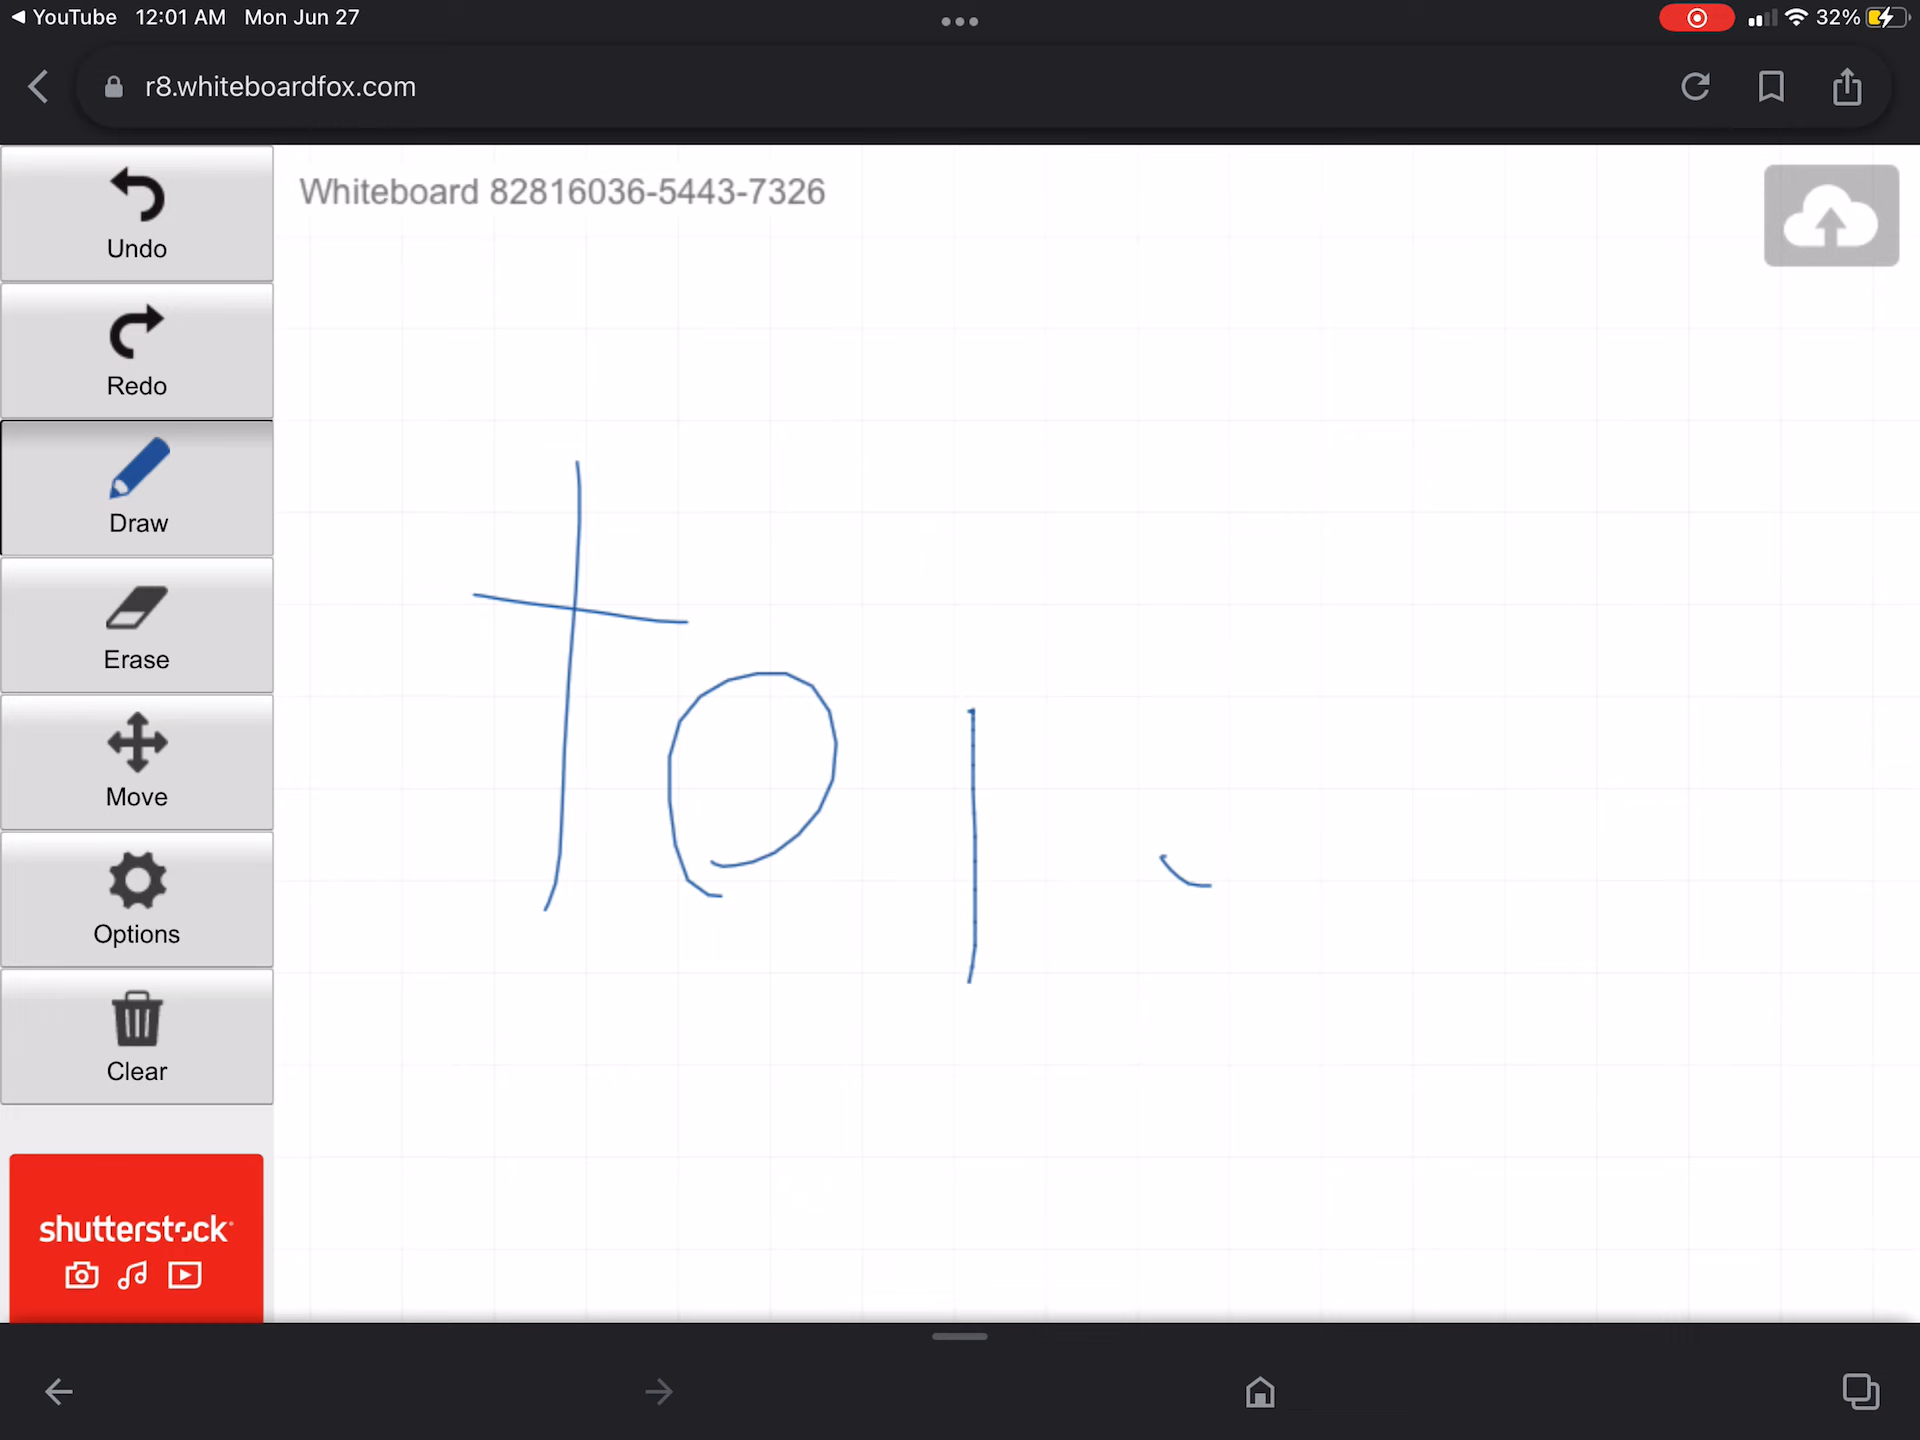 YouTube 12:01 AM Mon Jun 27 32%
r8.whiteboardfox.com
Whiteboard 82816036-5443-7326
Undo
Redo
Draw
Erase
Move
Options
Clear
to
shutterstock